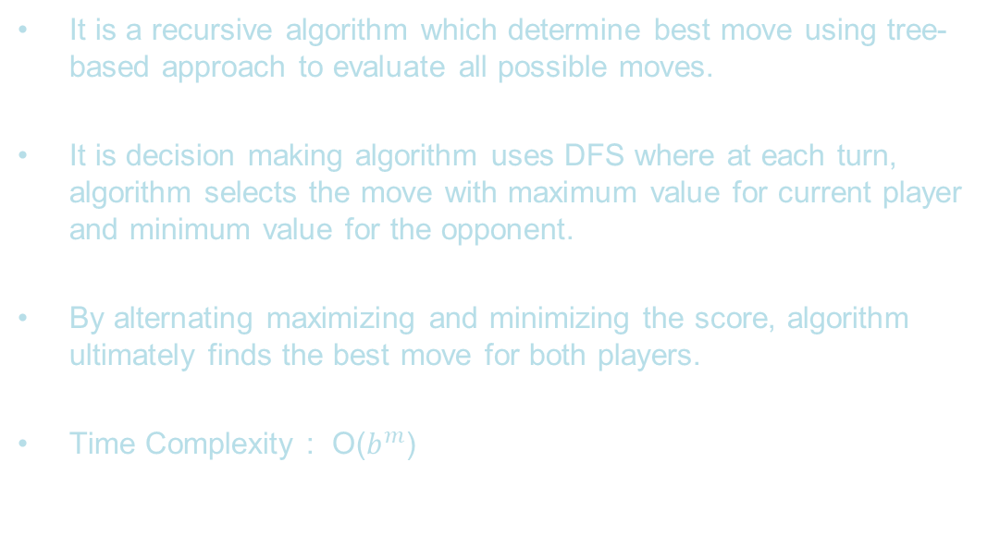 • It is a recursive algorithm which determine best move using tree-
based approach to evaluate all possible moves.
• It is decision making algorithm uses DFS where at each turn,
algorithm selects the move with maximum value for current player
and minimum value for the opponent.
• By alternating maximizing and minimizing the score, algorithm
ultimately finds the best move for both players.
• Time Complexity : O(𝑏ᵐ)